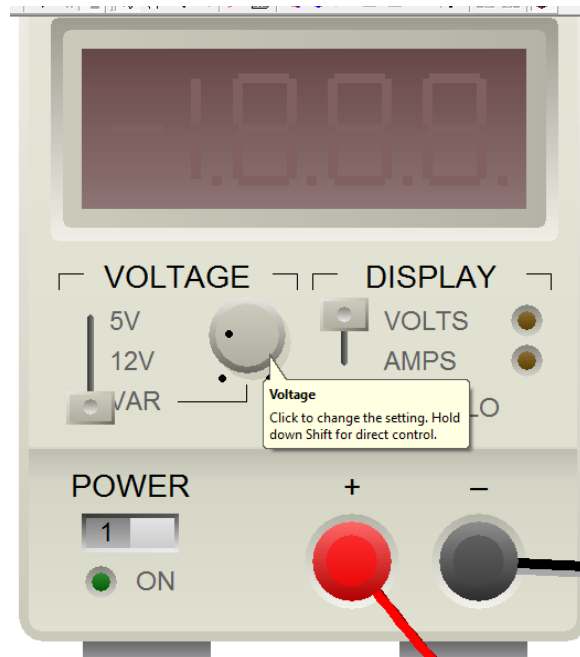 -1.8.8.8.
VOLTAGE
DISPLAY
5V
12V
VAR
VOLTS
AMPS
LO
Voltage
Click to change the setting. Hold
down Shift for direct control.
POWER
+
–
1
ON